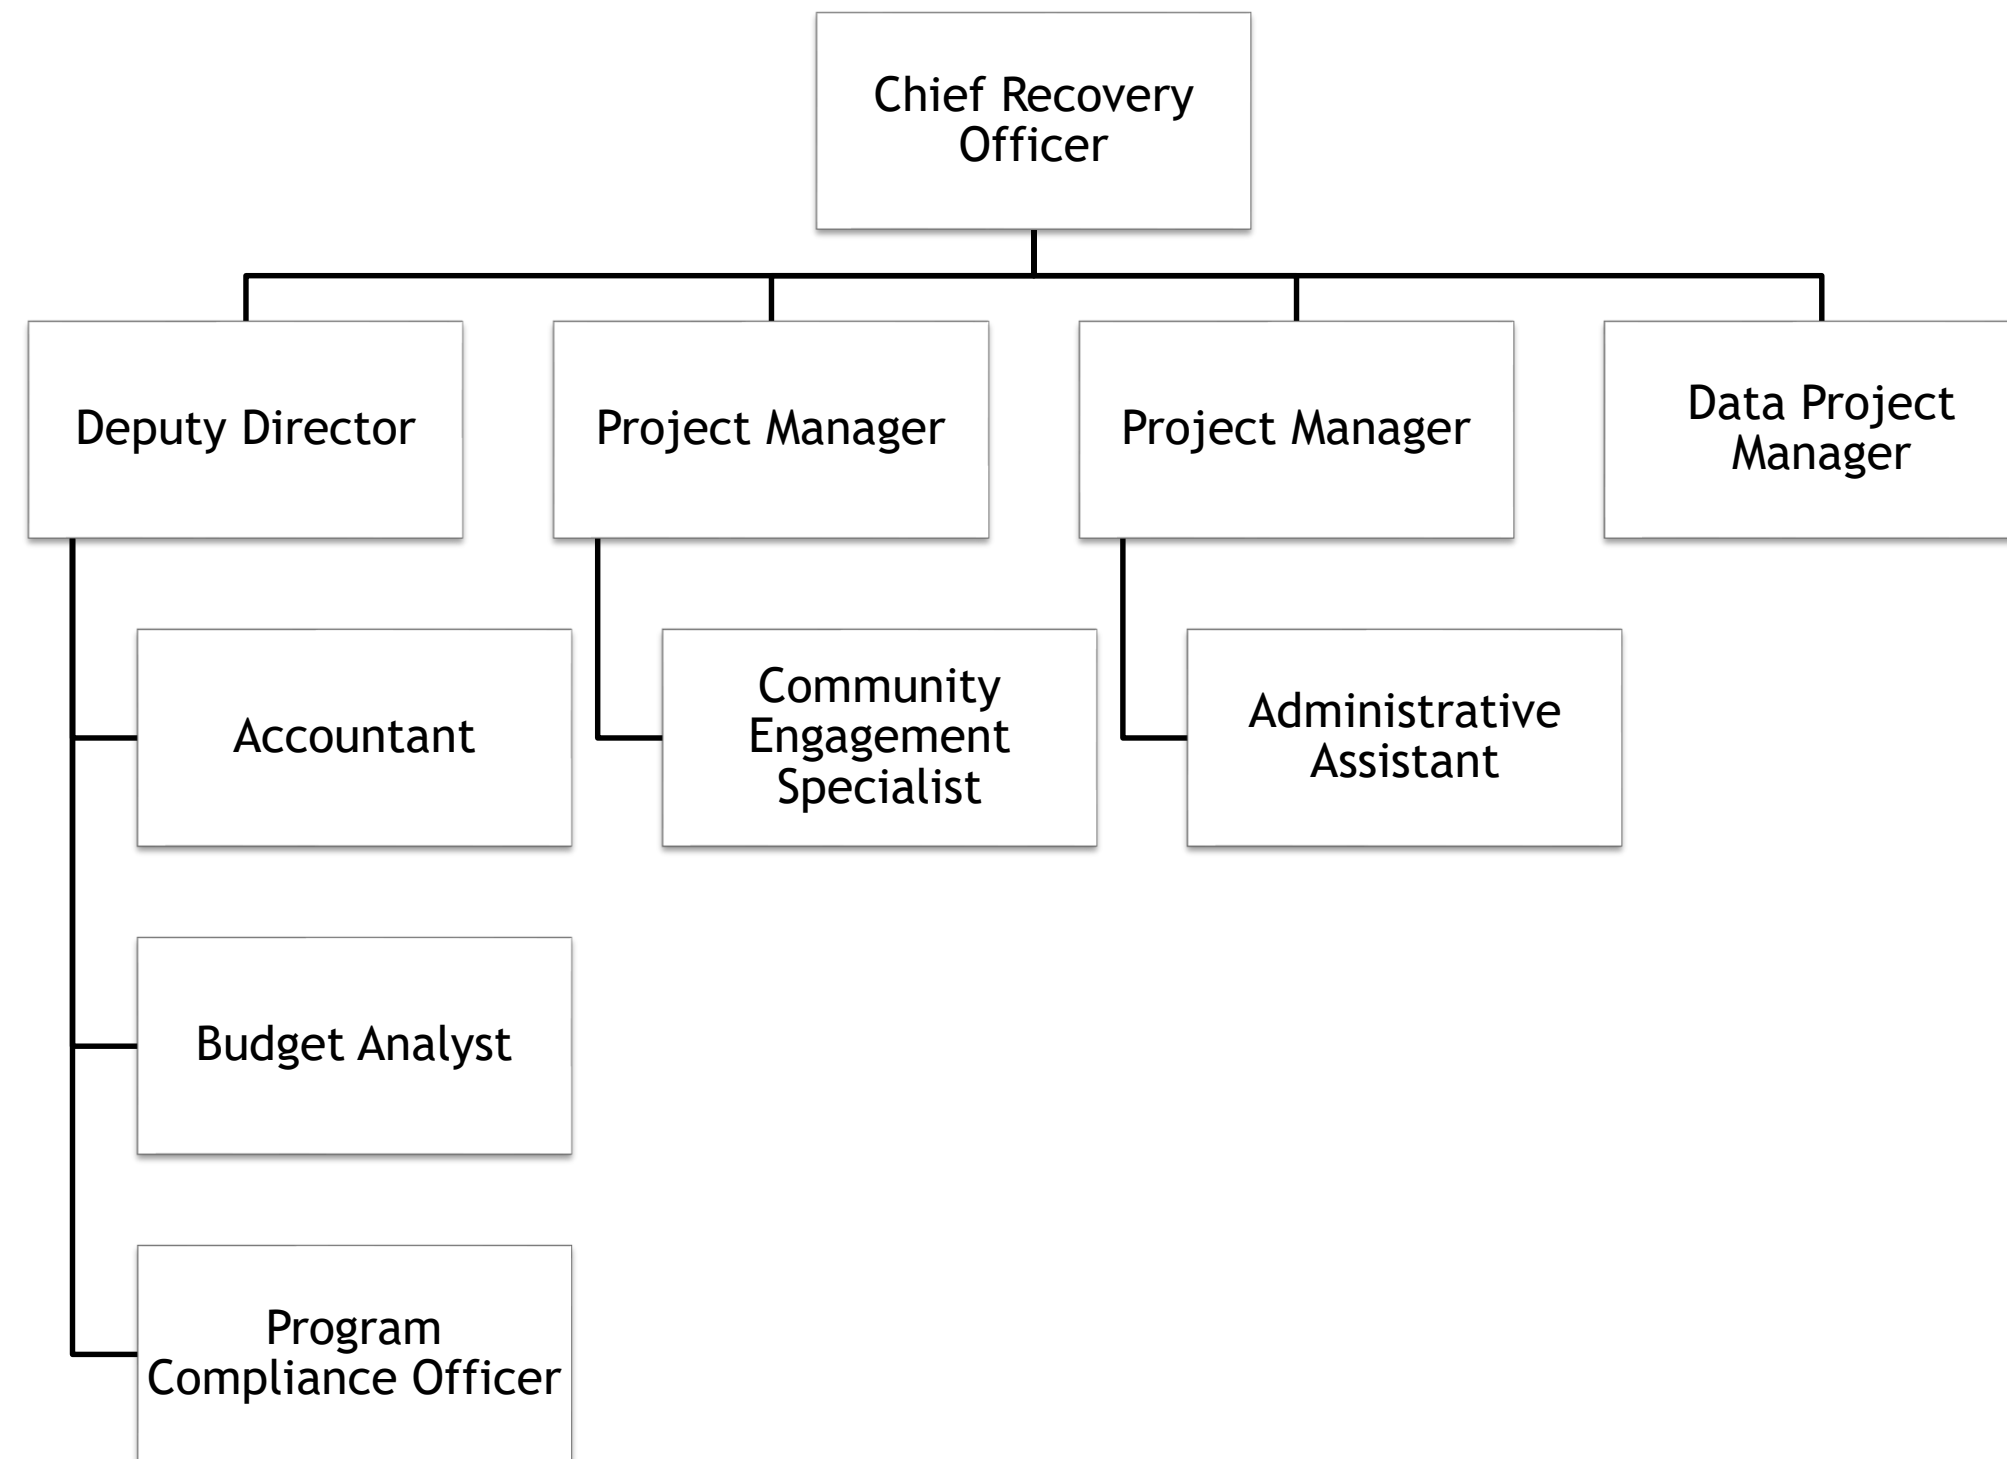 Chief Recovery
Officer
Deputy Director
Project Manager
Project Manager
Data Project
Manager
Accountant
Community
Engagement
Specialist
Administrative
Assistant
Budget Analyst
Program
Compliance Officer